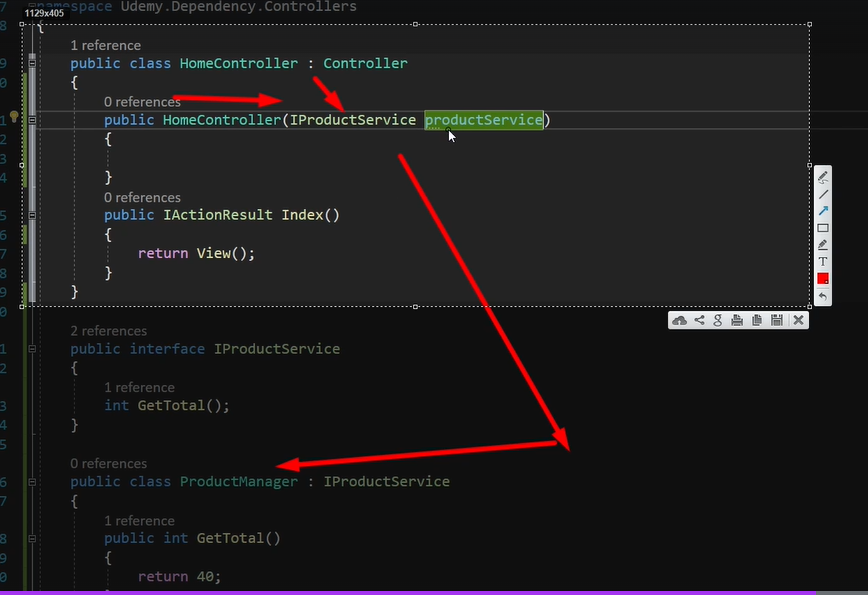 1129x405
namespace Udemy.Dependency.Controllers
{
1 reference
public class HomeController : Controller
{
0 references
public HomeController(IProductService productService)
{
}
0 references
public IActionResult Index()
{
return View();
}
}
2 references
public interface IProductService
{
1 reference
int GetTotal();
}
0 references
public class ProductManager : IProductService
{
1 reference
public int GetTotal()
{
return 40;